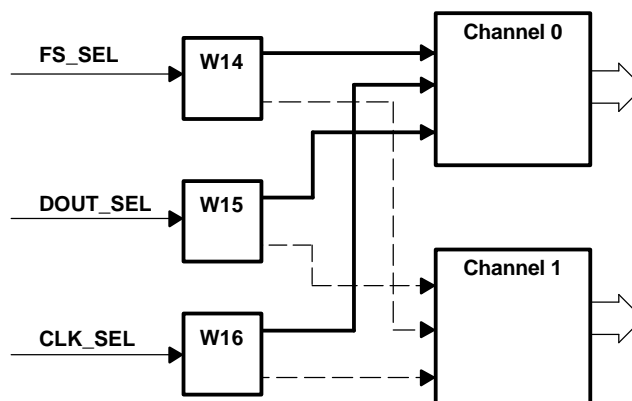 FS_SEL
W14
Channel 0
DOUT_SEL
W15
Channel 1
CLK_SEL
W16